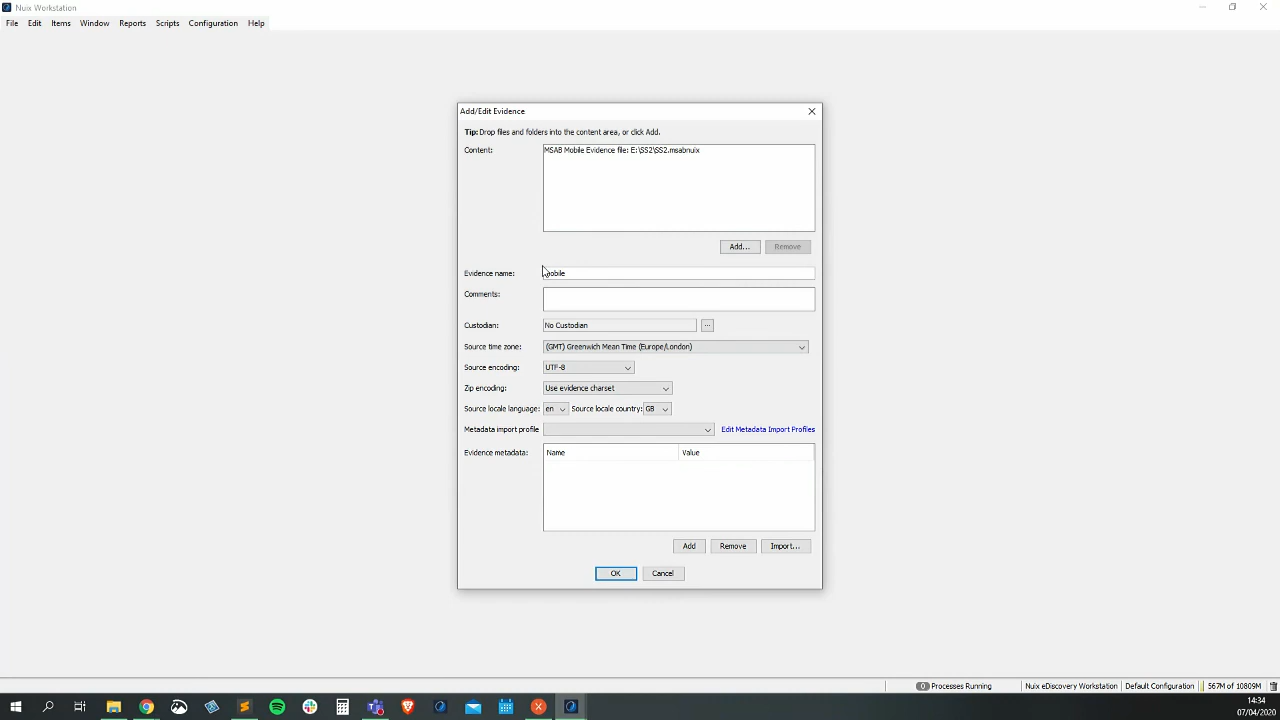 Nuix Workstation
File Edit Items Window Reports Scripts Configuration Help
Add/Edit Evidence
Tip: Drop files and folders into the content area, or click Add.
Content: MSAB Mobile Evidence file: E:\SS2\SS2.msabnuix
Add... Remove
Evidence name: mobile
Comments:
Custodian: No Custodian ...
Source time zone: (GMT) Greenwich Mean Time (Europe/London)
Source encoding: UTF-8
Zip encoding: Use evidence charset
Source locale language: en Source locale country: GB
Metadata import profile Edit Metadata Import Profiles
Evidence metadata: Name Value
Add Remove Import...
OK Cancel
0 Processes Running Nuix eDiscovery Workstation Default Configuration 567M of 10809M
14:34
07/04/2020